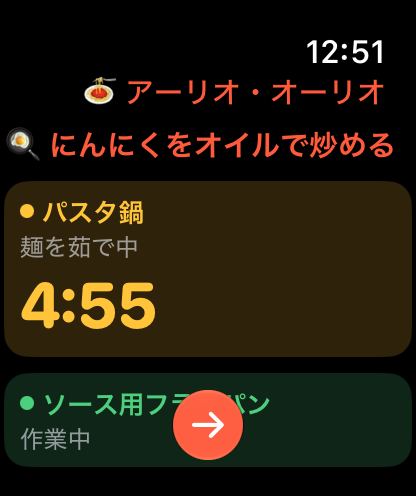 12:51
アーリオ・オーリオ
にんにくをオイルで炒める
パスタ鍋
麺を茹で中
4:55
ソース用フライパン
作業中